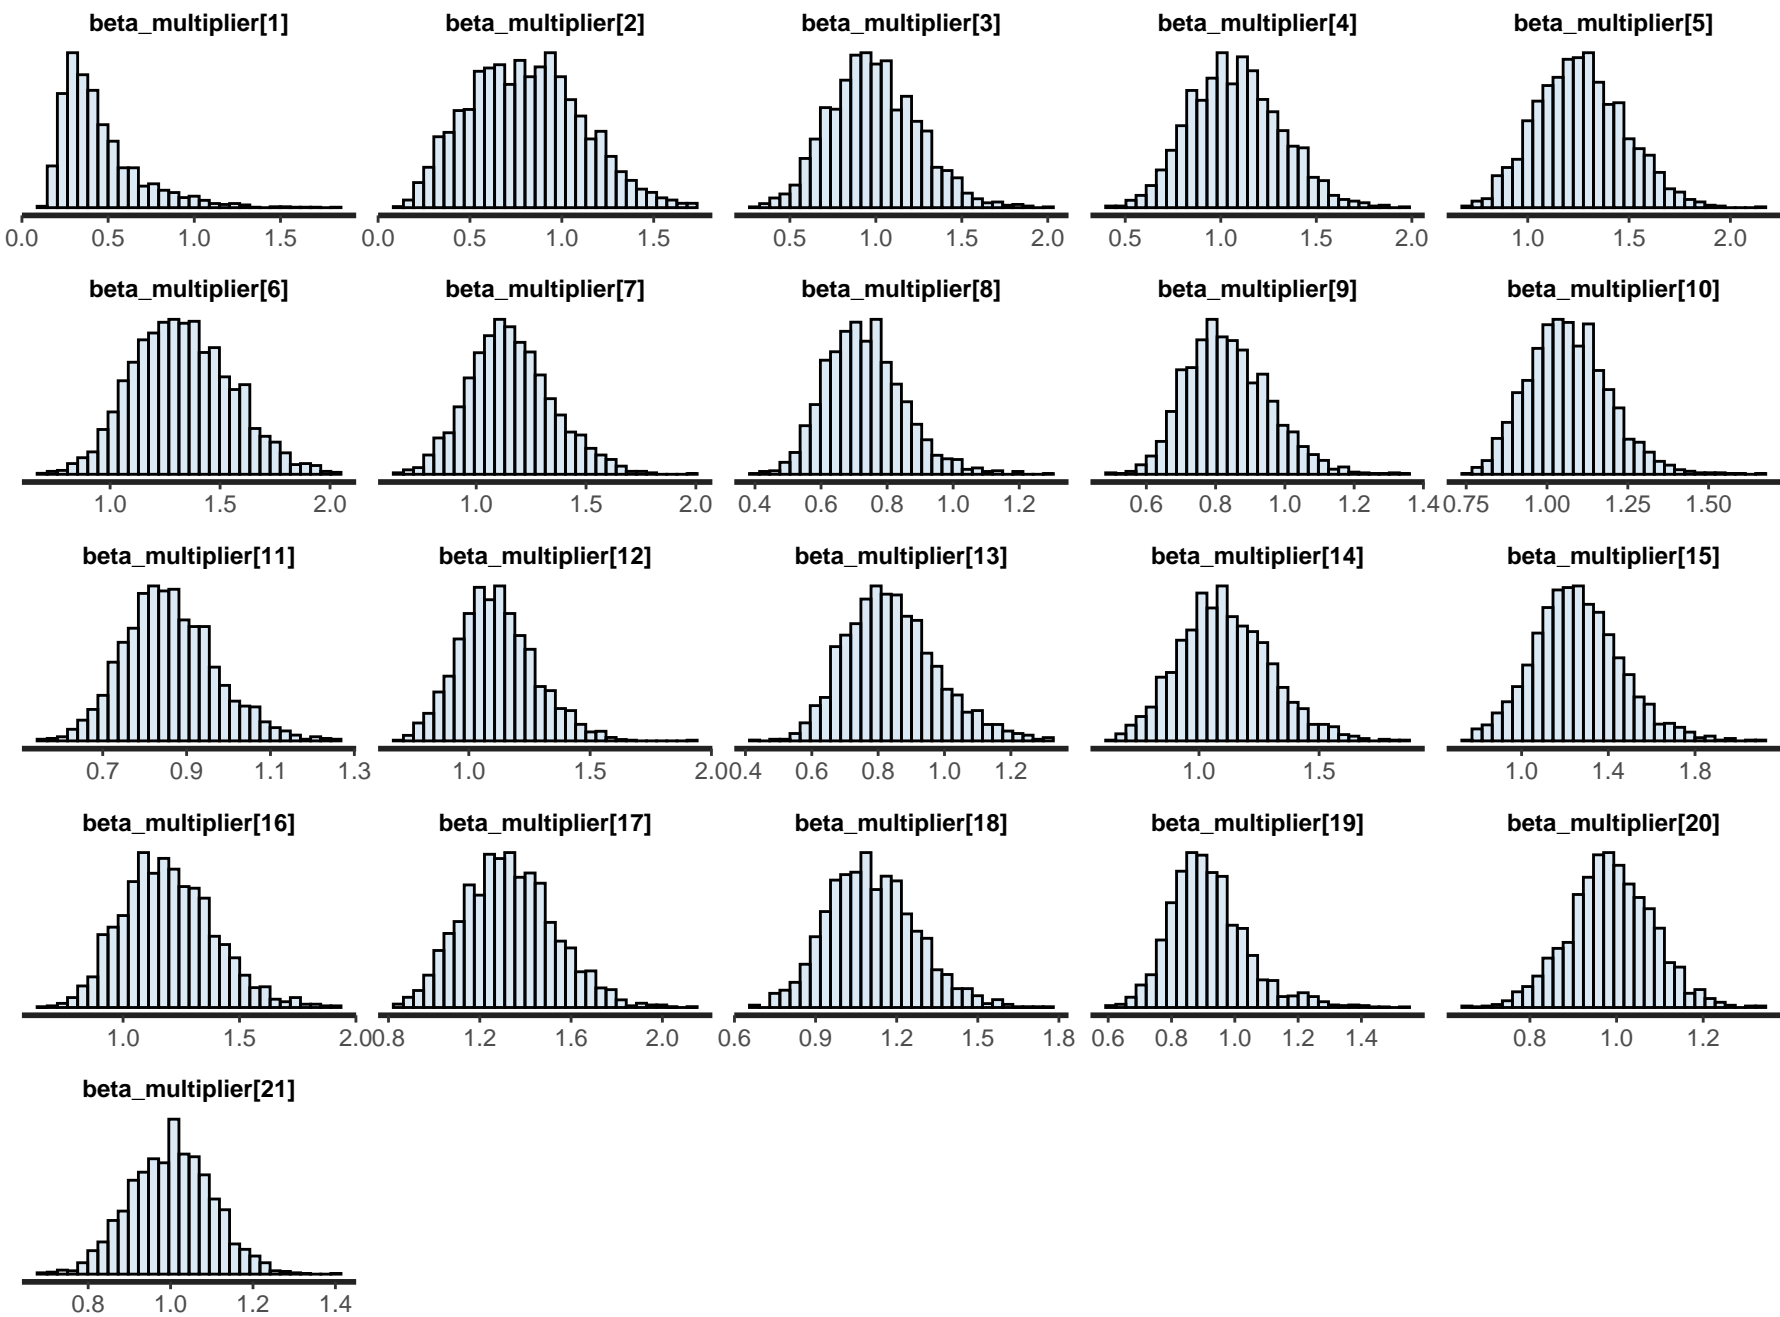 beta_multiplier[1] beta_multiplier[2] beta_multiplier[3] beta_multiplier[4] beta_multiplier[5]
0.0 0.5 1.0 1.5 0.0 0.5 1.0 1.5 0.5 1.0 1.5 2.0 0.5 1.0 1.5 2.0 1.0 1.5 2.0
beta_multiplier[6] beta_multiplier[7] beta_multiplier[8] beta_multiplier[9] beta_multiplier[10]
1.0 1.5 2.0 1.0 1.5 2.0 0.4 0.6 0.8 1.0 1.2 0.6 0.8 1.0 1.2 1.4 0.75 1.00 1.25 1.50
beta_multiplier[11] beta_multiplier[12] beta_multiplier[13] beta_multiplier[14] beta_multiplier[15]
0.7 0.9 1.1 1.3 1.0 1.5 2.0 0.4 0.6 0.8 1.0 1.2 1.0 1.5 1.0 1.4 1.8
beta_multiplier[16] beta_multiplier[17] beta_multiplier[18] beta_multiplier[19] beta_multiplier[20]
1.0 1.5 2.0 0.8 1.2 1.6 2.0 0.6 0.9 1.2 1.5 1.8 0.6 0.8 1.0 1.2 1.4 0.8 1.0 1.2
beta_multiplier[21]
0.8 1.0 1.2 1.4